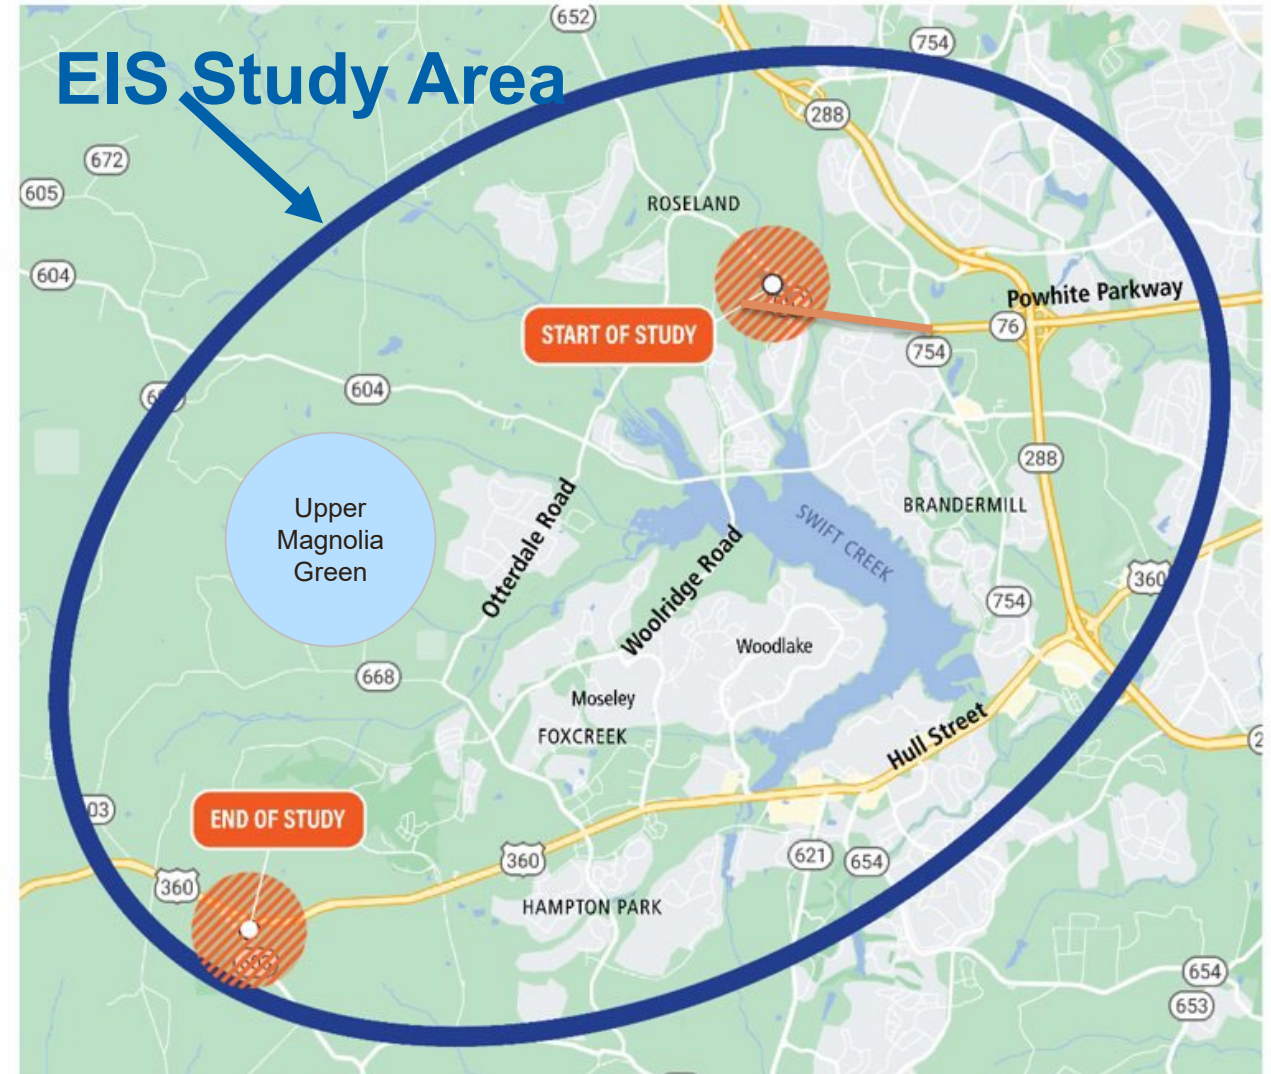 652
754
EIS Study Area
288
672
605
ROSELAND
604
Powhite Parkway
76
START OF STUDY
754
604
288
Upper
Magnolia
Green
BRANDERMILL
Otterdale Road
SWIFT CREEK
Woolridge Road
360
754
Woodlake
668
Moseley
FOXCREEK
Hull Street
03
END OF STUDY
360
360
621
654
HAMPTON PARK
654
653